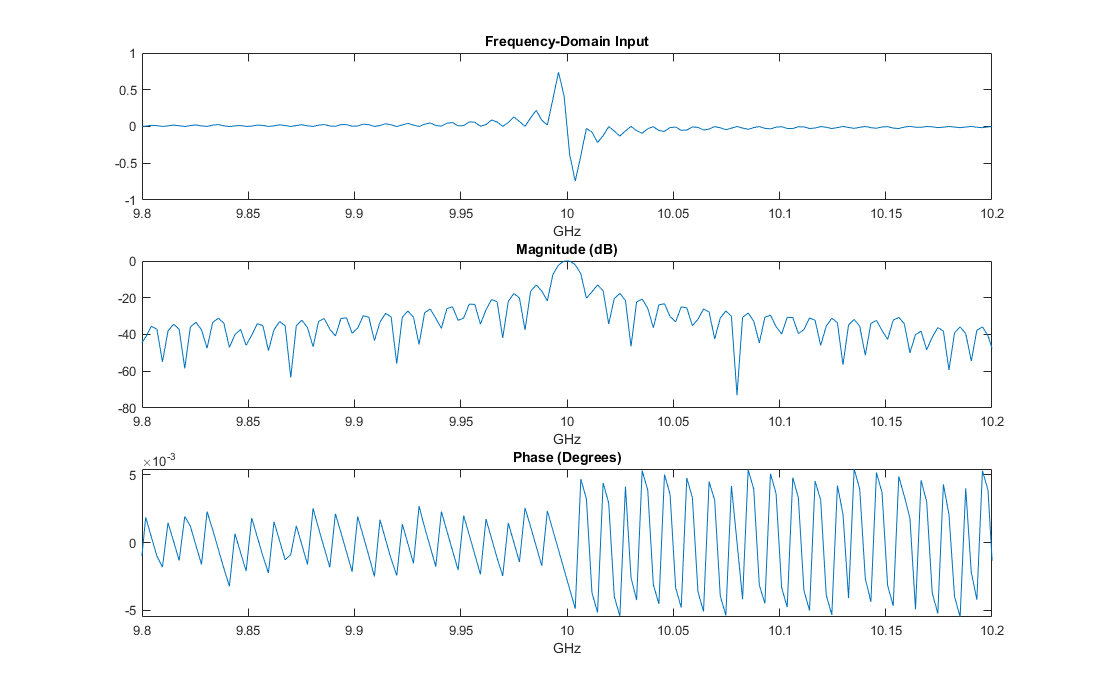 Frequency-Domain Input
1
0.5
0
-0.5
-1
9.8 9.85 9.9 9.95 10 10.05 10.1 10.15 10.2
GHz
Magnitude (dB)
0
-20
-40
-60
-80
9.8 9.85 9.9 9.95 10 10.05 10.1 10.15 10.2
GHz
Phase (Degrees)
×10-3
5
0
-5
9.8 9.85 9.9 9.95 10 10.05 10.1 10.15 10.2
GHz